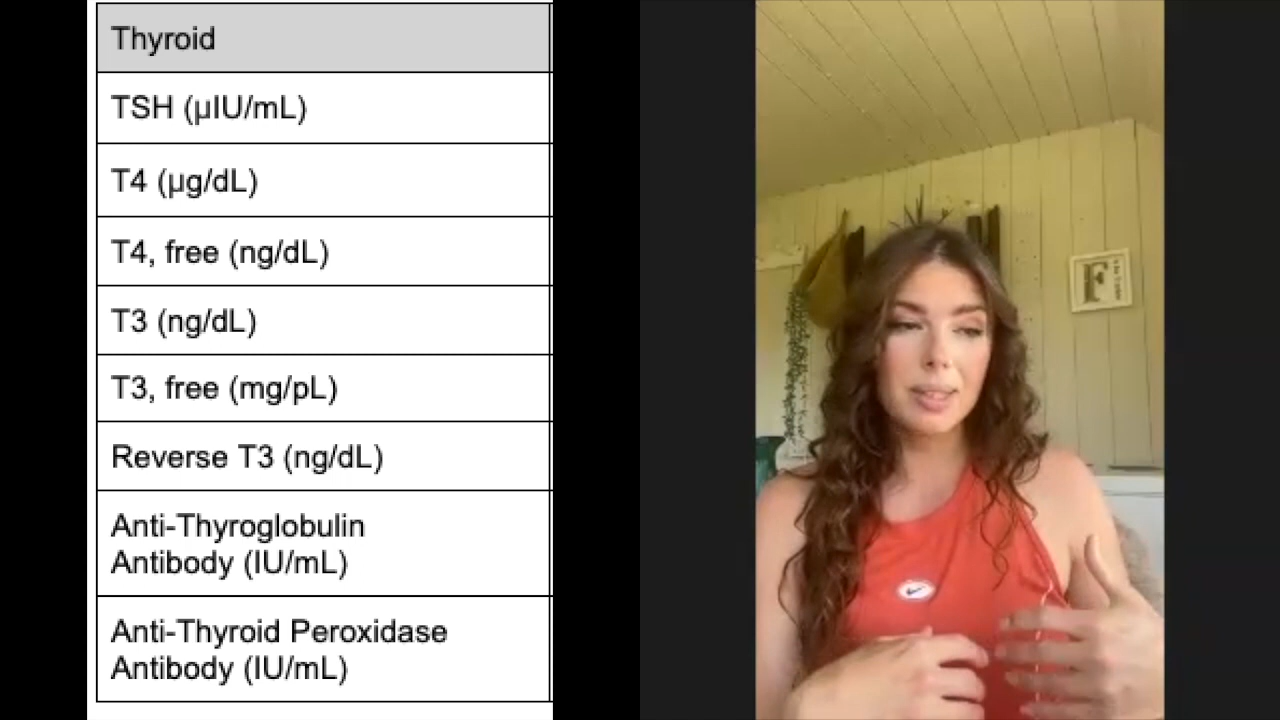 Thyroid
TSH (µIU/mL)
T4 (µg/dL)
T4, free (ng/dL)
T3 (ng/dL)
T3, free (mg/pL)
Reverse T3 (ng/dL)
Anti-Thyroglobulin
Antibody (IU/mL)
Anti-Thyroid Peroxidase
Antibody (IU/mL)
F